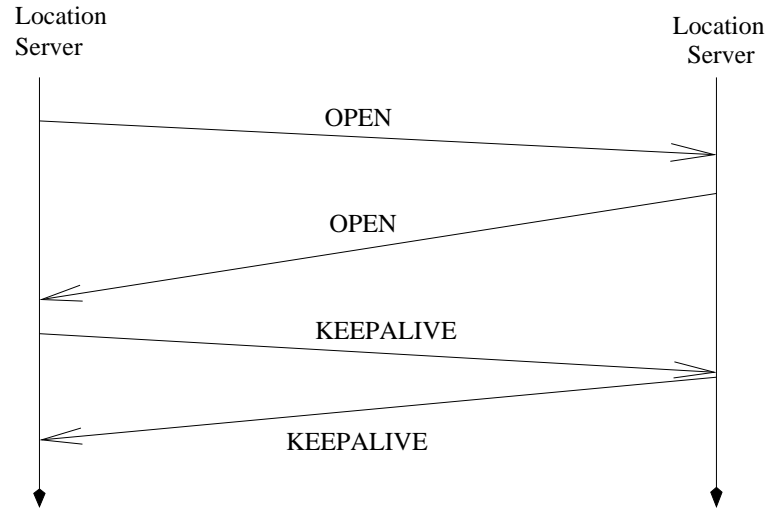 Location
Server
Location
Server
OPEN
OPEN
KEEPALIVE
KEEPALIVE